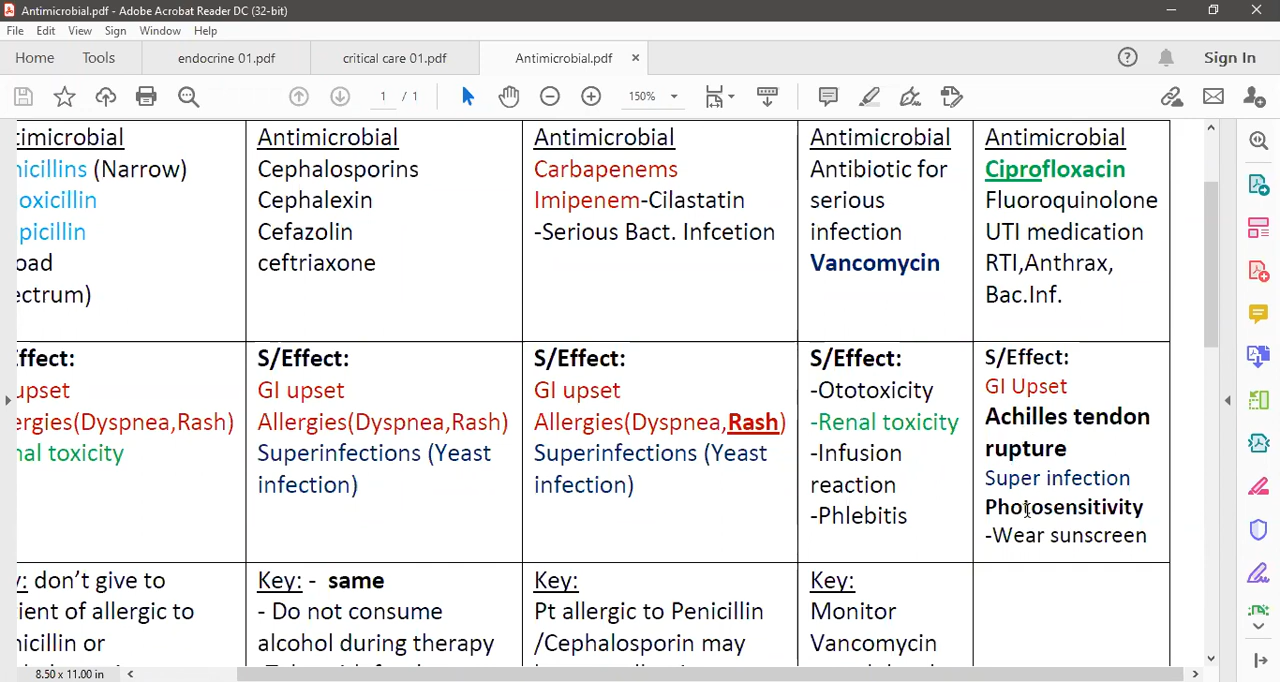 Antimicrobial.pdf - Adobe Acrobat Reader DC (32-bit)
File Edit View Sign Window Help
Home Tools endocrine 01.pdf critical care 01.pdf Antimicrobial.pdf × Sign In
1 / 1 150%
timicrobial
nicillins (Narrow)
oxicillin
picillin
oad
ectrum)
Antimicrobial
Cephalosporins
Cephalexin
Cefazolin
ceftriaxone
Antimicrobial
Carbapenems
Imipenem-Cilastatin
-Serious Bact. Infcetion
Antimicrobial
Antibiotic for
serious
infection
Vancomycin
Antimicrobial
Ciprofloxacin
Fluoroquinolone
UTI medication
RTI,Anthrax,
Bac.Inf.
ffect:
upset
ergies(Dyspnea,Rash)
nal toxicity
S/Effect:
GI upset
Allergies(Dyspnea,Rash)
Superinfections (Yeast
infection)
S/Effect:
GI upset
Allergies(Dyspnea,Rash)
Superinfections (Yeast
infection)
S/Effect:
-Ototoxicity
-Renal toxicity
-Infusion
reaction
-Phlebitis
S/Effect:
GI Upset
Achilles tendon
rupture
Super infection
Photosensitivity
-Wear sunscreen
y: don't give to
ient of allergic to
nicillin or
Key: - same
- Do not consume
alcohol during therapy
Key:
Pt allergic to Penicillin
/Cephalosporin may
Key:
Monitor
Vancomycin
8.50 x 11.00 in